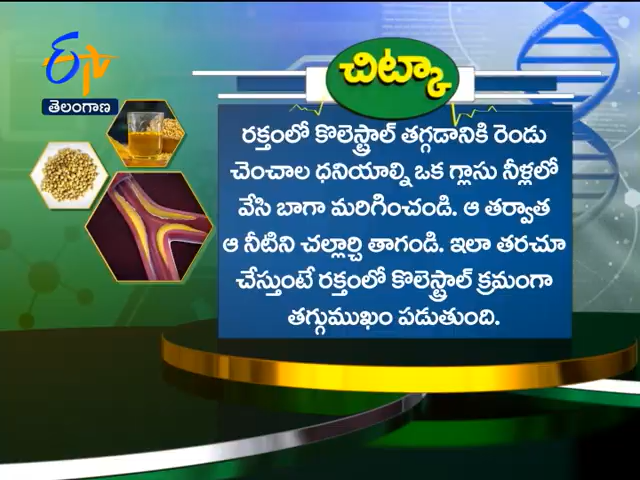 ETV
తెలంగాణ
చిట్కా
రక్తంలో కొలెస్ట్రాల్ తగ్గడానికి రెండు
చెంచాల ధనియాల్ని ఒక గ్లాసు నీళ్లలో
వేసి బాగా మరిగించండి. ఆ తర్వాత
ఆ నీటిని చల్లార్చి తాగండి. ఇలా తరచూ
చేస్తుంటే రక్తంలో కొలెస్ట్రాల్ క్రమంగా
తగ్గుముఖం పడుతుంది.